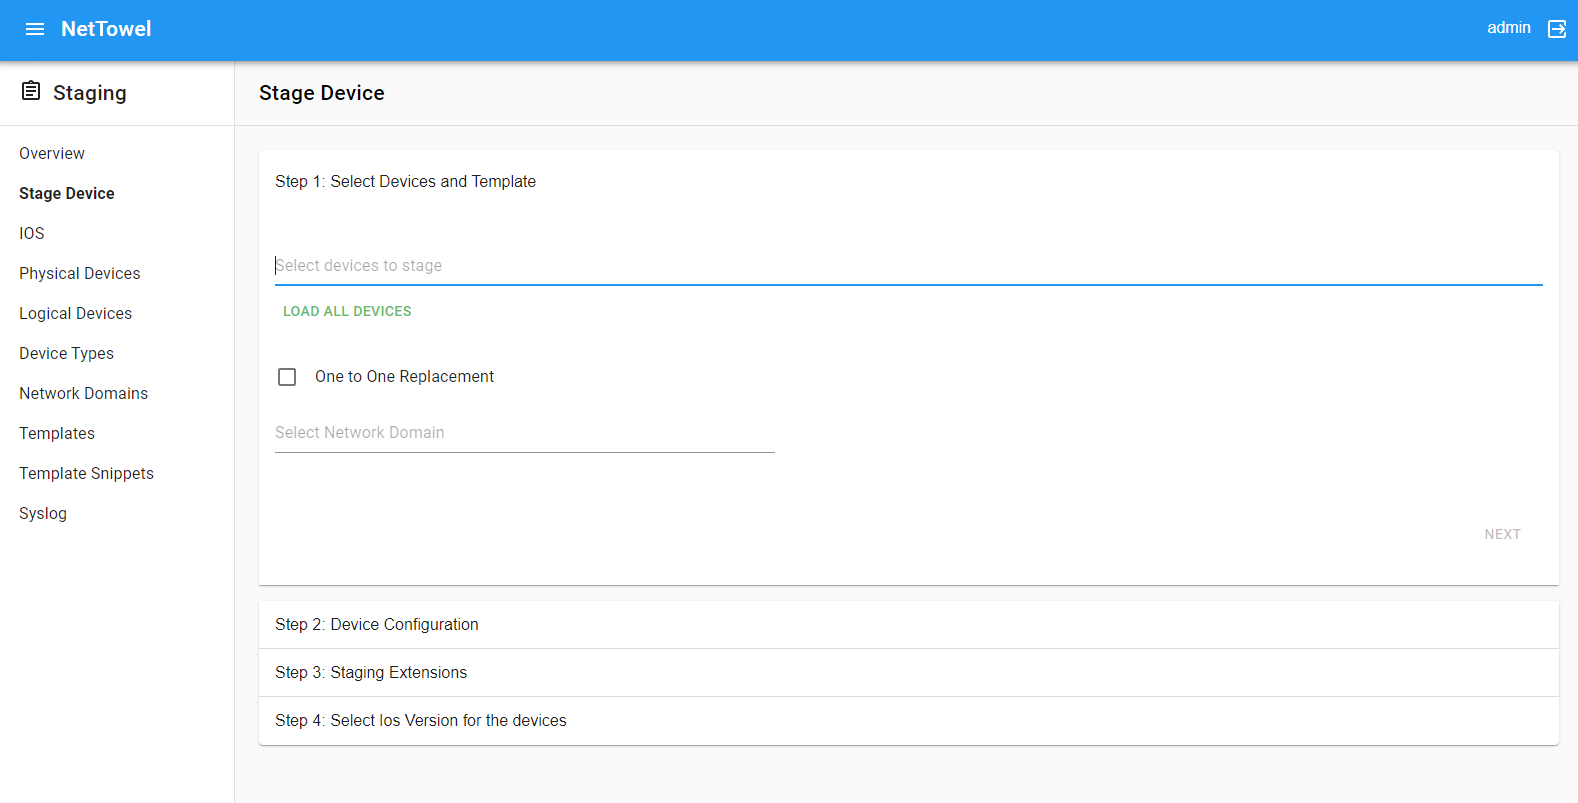 NetTowel
admin
Staging
Stage Device
Overview
Stage Device
IOS
Physical Devices
Logical Devices
Device Types
Network Domains
Templates
Template Snippets
Syslog
Step 1: Select Devices and Template
Select devices to stage
LOAD ALL DEVICES
One to One Replacement
Select Network Domain
NEXT
Step 2: Device Configuration
Step 3: Staging Extensions
Step 4: Select Ios Version for the devices